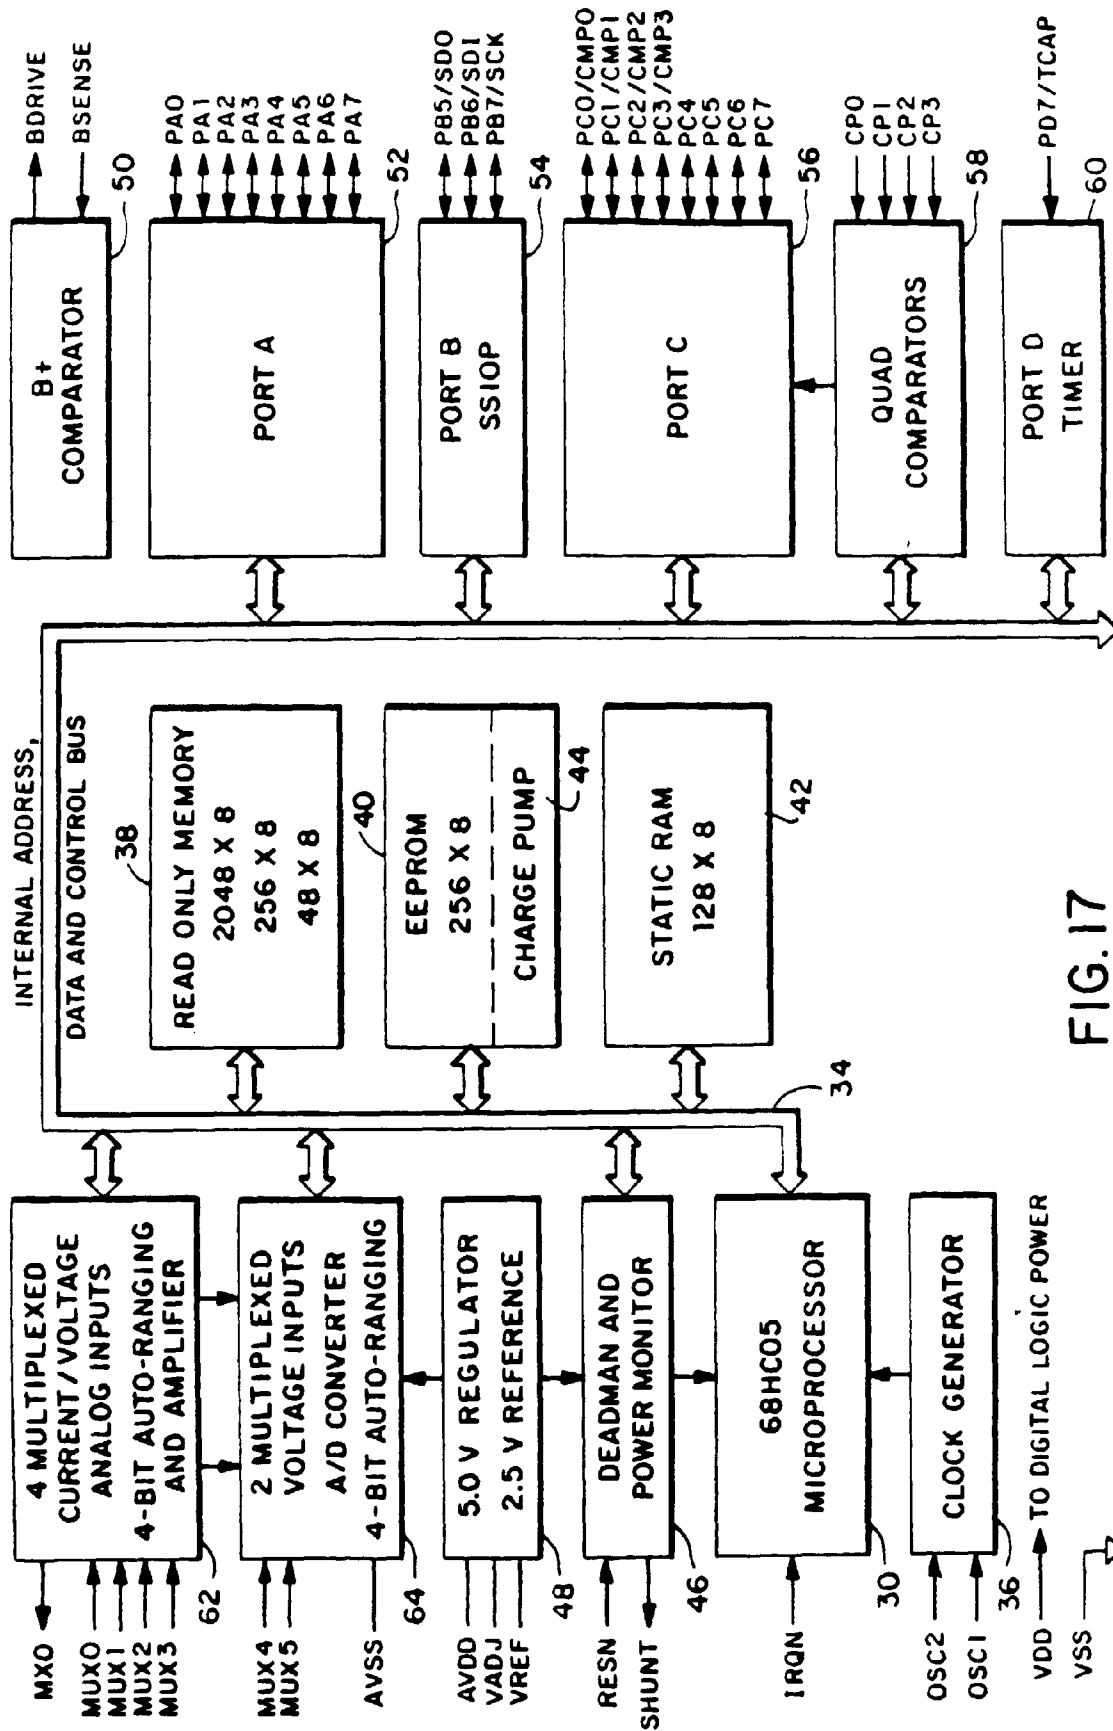 MXO
MUX0
MUX1
MUX2
MUX3
62
4 MULTIPLEXED
CURRENT/VOLTAGE
ANALOG INPUTS
4-BIT AUTO-RANGING
AND AMPLIFIER
MUX4
MUX5
AVSS
64
2 MULTIPLEXED
VOLTAGE INPUTS
A/D CONVERTER
4-BIT AUTO-RANGING
AVDD
VADJ
VREF
48
5.0 V REGULATOR
2.5 V REFERENCE
RESN
SHUNT
46
DEADMAN AND
POWER MONITOR
IRQN
30
68HC05
MICROPROCESSOR
OSC2
OSC1
36
CLOCK GENERATOR
VDD
TO DIGITAL LOGIC POWER
VSS
INTERNAL ADDRESS,
DATA AND CONTROL BUS
34
38
READ ONLY MEMORY
2048 X 8
256 X 8
48 X 8
40
EEPROM
256 X 8
CHARGE PUMP
44
STATIC RAM
128 X 8
42
B+
COMPARATOR
BDRIVE
BSENSE
50
PORT A
PA0
PA1
PA2
PA3
PA4
PA5
PA6
PA7
52
PORT B
SSIOP
PB5/SDO
PB6/SDI
PB7/SCK
54
PORT C
PC0/CMP0
PC1/CMP1
PC2/CMP2
PC3/CMP3
PC4
PC5
PC6
PC7
56
QUAD
COMPARATORS
CP0
CP1
CP2
CP3
58
PORT D
TIMER
PD7/TCAP
60
FIG. 17